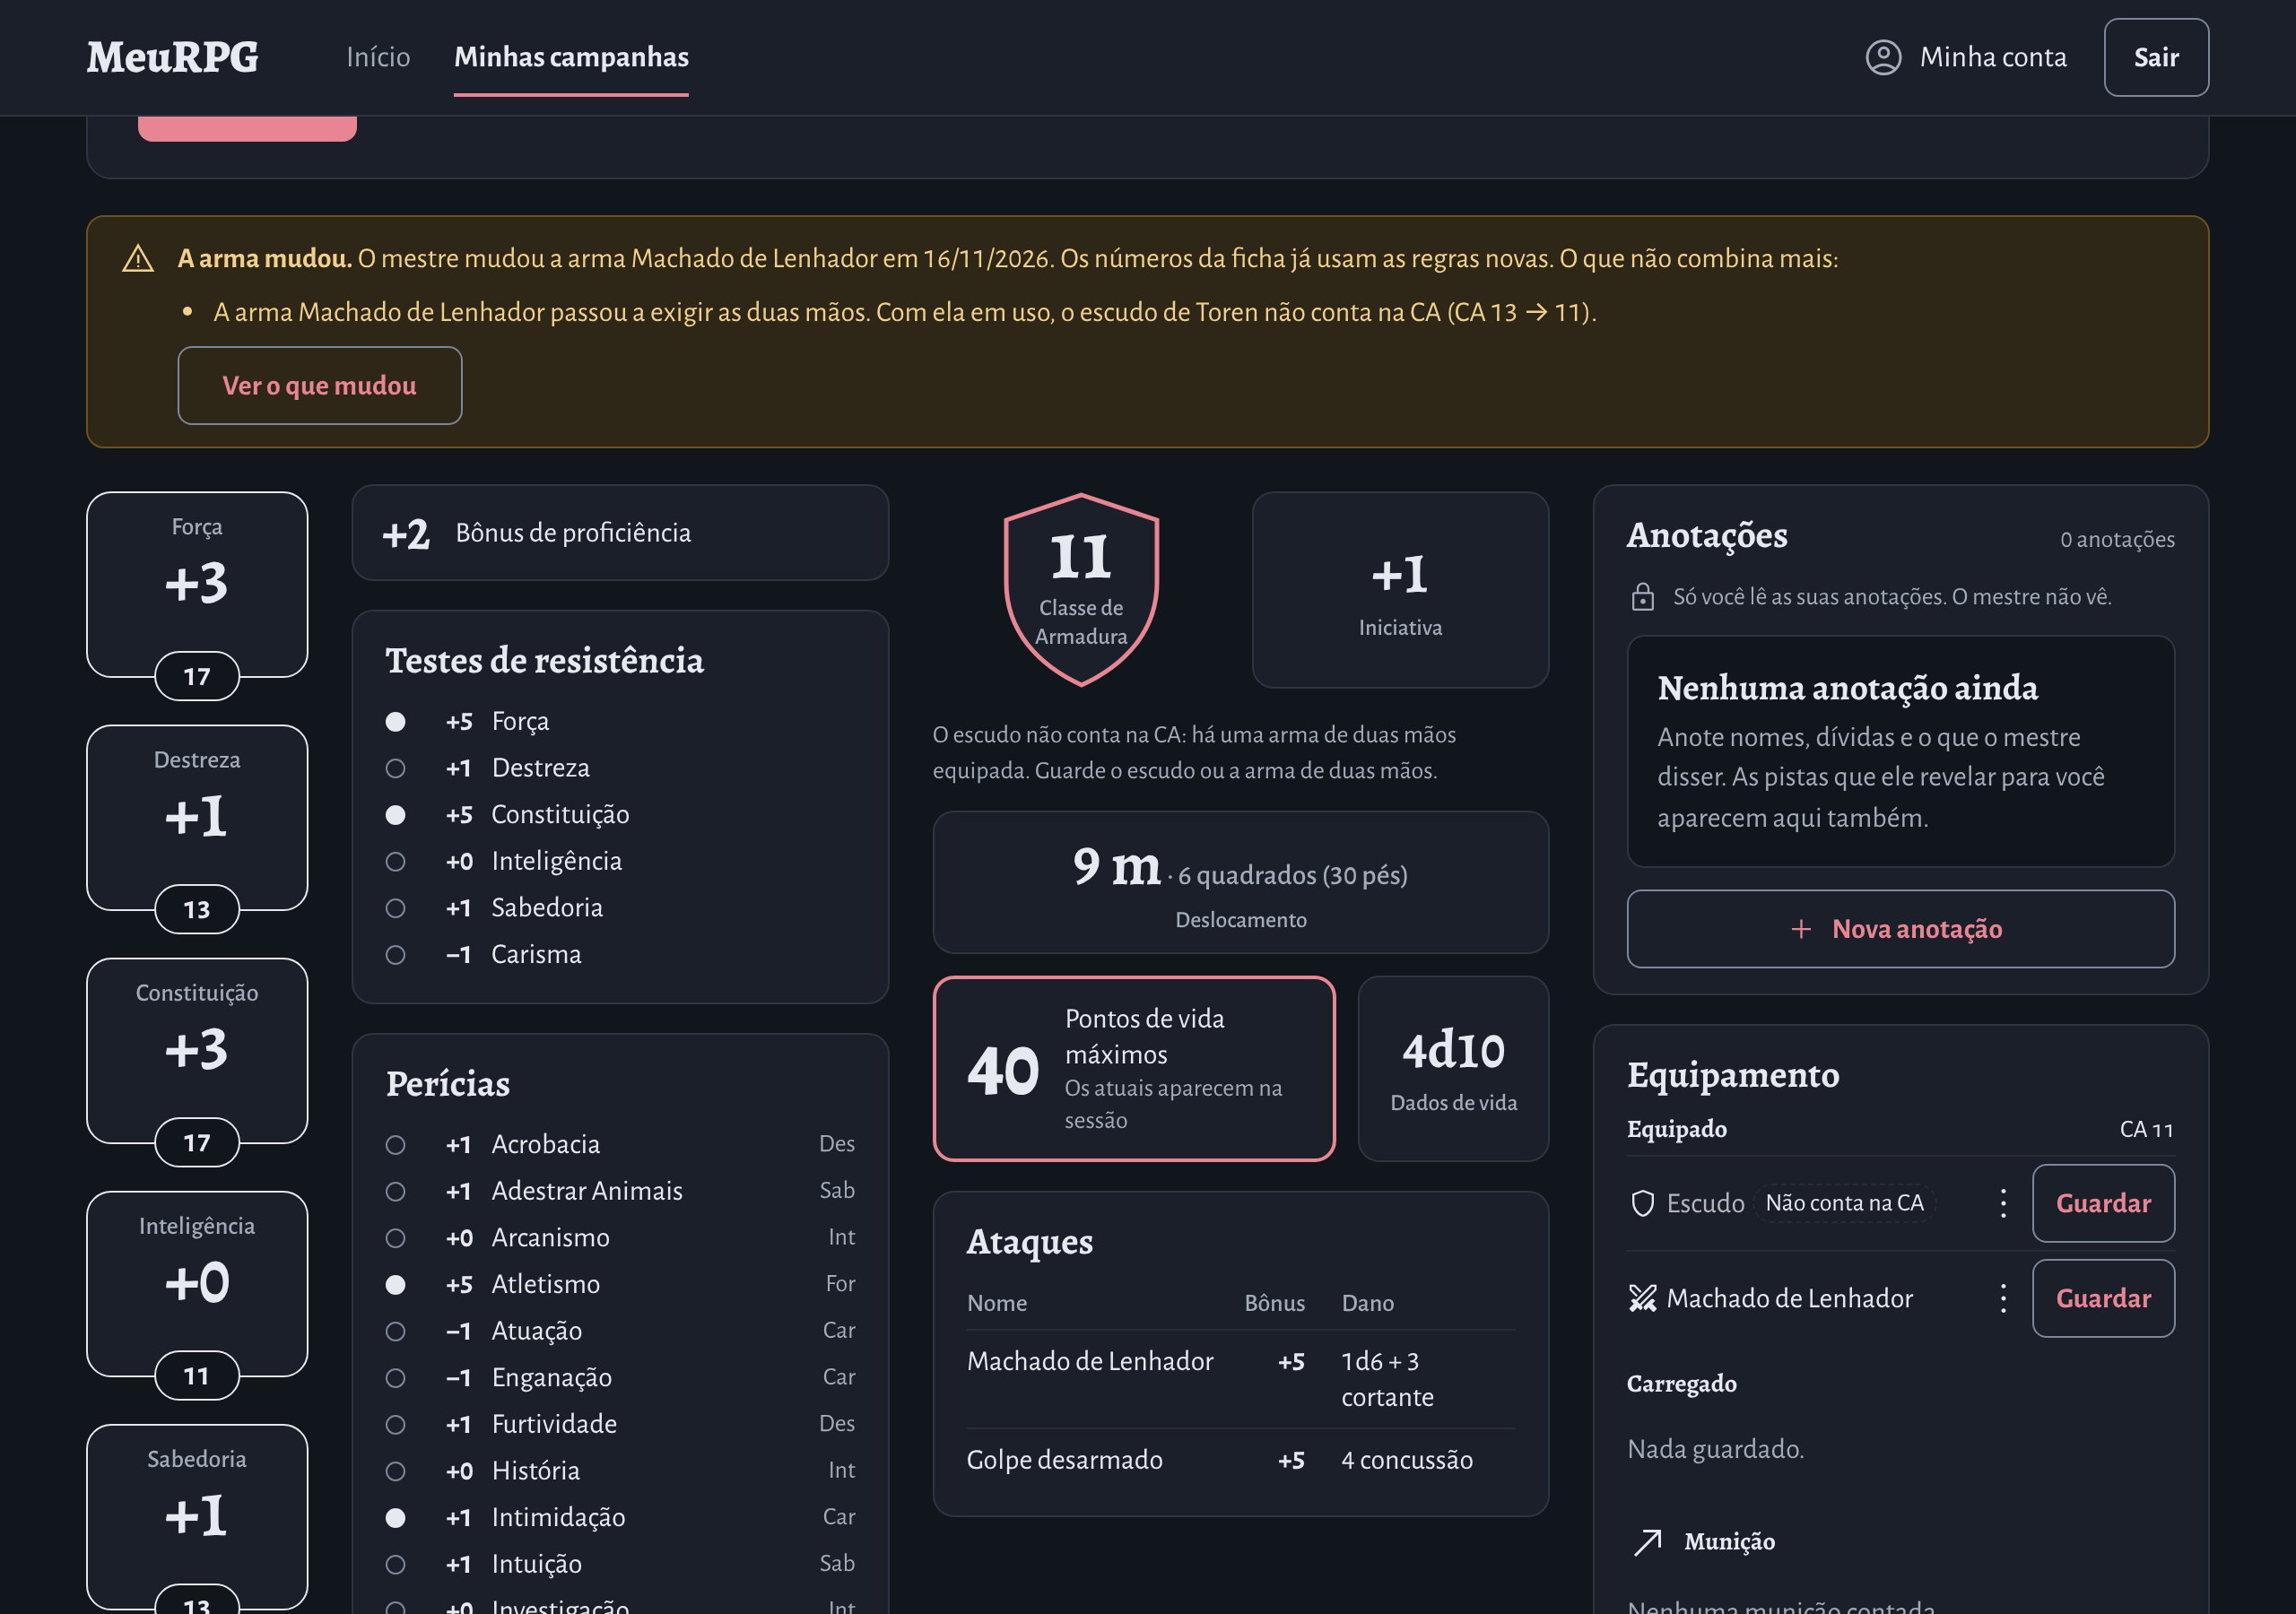 MeuRPG
Início
Minhas campanhas
Minha conta
Sair
A arma mudou. O mestre mudou a arma Machado de Lenhador em 16/11/2026. Os números da ficha já usam as regras novas. O que não combina mais:
• A arma Machado de Lenhador passou a exigir as duas mãos. Com ela em uso, o escudo de Toren não conta na CA (CA 13 → 11).
Ver o que mudou
Força
+3
17
Destreza
+1
13
Constituição
+3
17
Inteligência
+0
11
Sabedoria
+1
13
+2 Bônus de proficiência
Testes de resistência
+5 Força
+1 Destreza
+5 Constituição
+0 Inteligência
+1 Sabedoria
−1 Carisma
Perícias
+1 Acrobacia Des
+1 Adestrar Animais Sab
+0 Arcanismo Int
+5 Atletismo For
−1 Atuação Car
−1 Enganação Car
+1 Furtividade Des
+0 História Int
+1 Intimidação Car
+1 Intuição Sab
+0 Investigação Int
11
Classe de
Armadura
+1
Iniciativa
O escudo não conta na CA: há uma arma de duas mãos
equipada. Guarde o escudo ou a arma de duas mãos.
9 m · 6 quadrados (30 pés)
Deslocamento
40
Pontos de vida
máximos
Os atuais aparecem na
sessão
4d10
Dados de vida
Ataques
Nome Bônus Dano
Machado de Lenhador +5 1d6 + 3
cortante
Golpe desarmado +5 4 concussão
Anotações
0 anotações
Só você lê as suas anotações. O mestre não vê.
Nenhuma anotação ainda
Anote nomes, dívidas e o que o mestre
disser. As pistas que ele revelar para você
aparecem aqui também.
+ Nova anotação
Equipamento
Equipado CA 11
Escudo Não conta na CA Guardar
Machado de Lenhador Guardar
Carregado
Nada guardado.
Munição
Nenhuma munição contada